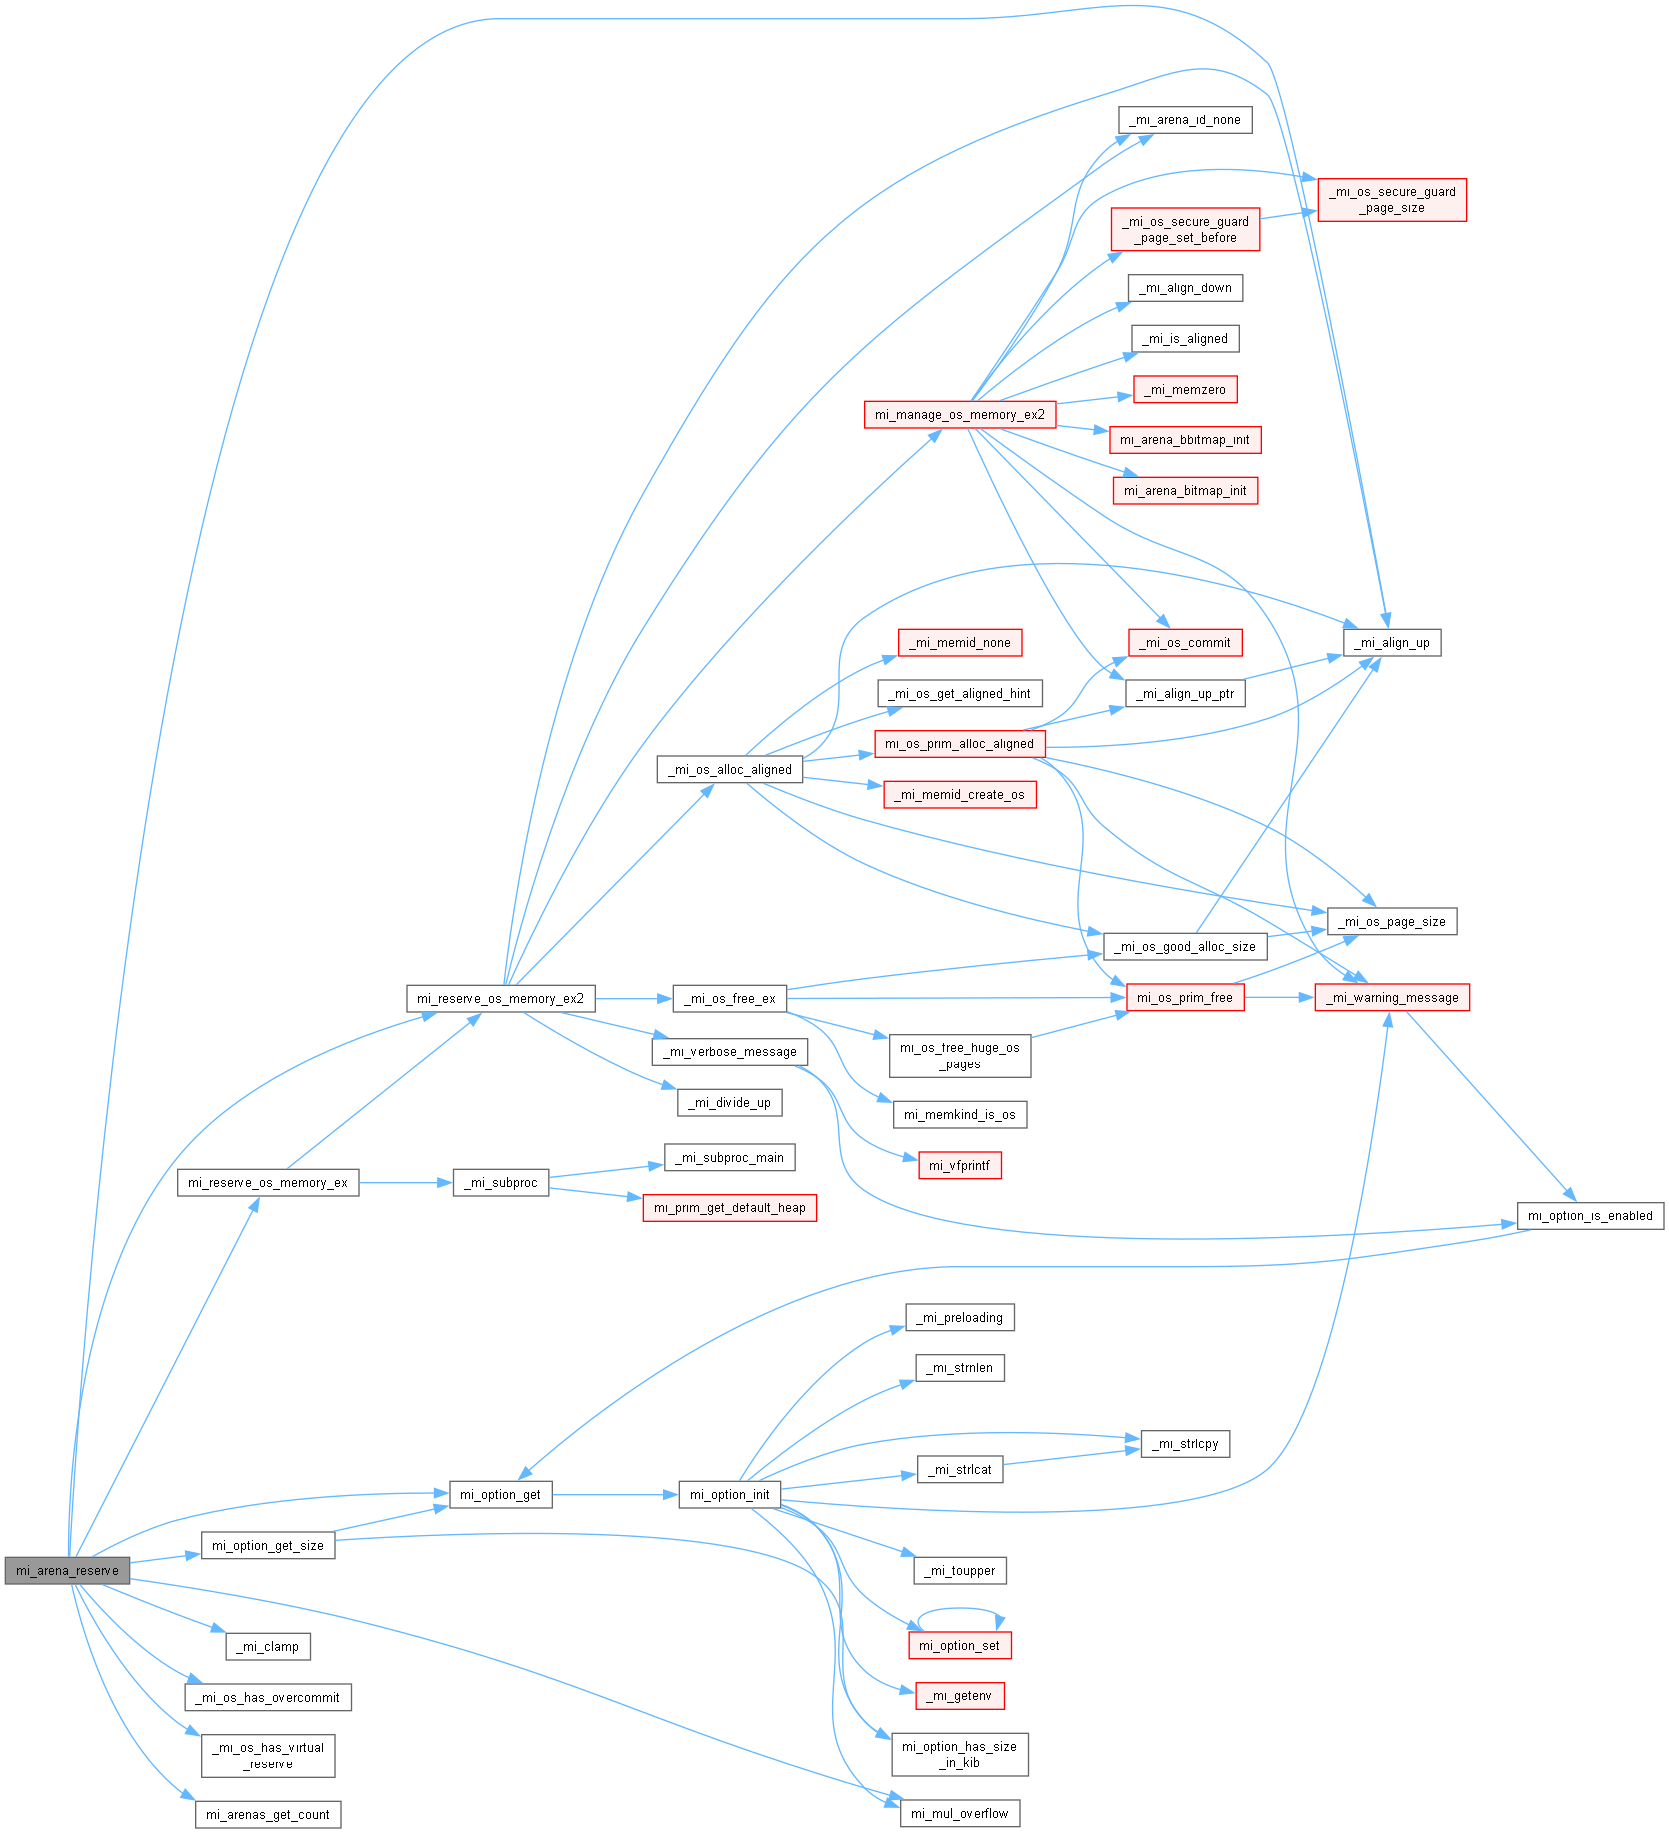 _mi_arena_id_none
_mi_os_secure_guard
_page_size
_mi_os_secure_guard
_page_set_before
_mi_align_down
_mi_is_aligned
_mi_memzero
mi_manage_os_memory_ex2
mi_arena_bbitmap_init
mi_arena_bitmap_init
_mi_memid_none
_mi_os_commit
_mi_align_up
_mi_os_get_aligned_hint
_mi_align_up_ptr
mi_os_prim_alloc_aligned
_mi_os_alloc_aligned
_mi_memid_create_os
_mi_os_page_size
_mi_os_good_alloc_size
mi_reserve_os_memory_ex2
_mi_os_free_ex
mi_os_prim_free
_mi_warning_message
_mi_verbose_message
mi_os_free_huge_os
_pages
_mi_divide_up
mi_memkind_is_os
_mi_subproc_main
mi_vfprintf
mi_reserve_os_memory_ex
_mi_subproc
mi_prim_get_default_heap
mi_option_is_enabled
_mi_preloading
_mi_strnlen
_mi_strlcpy
_mi_strlcat
mi_option_get
mi_option_init
mi_option_get_size
mi_arena_reserve
_mi_toupper
_mi_clamp
mi_option_set
_mi_os_has_overcommit
_mi_getenv
_mi_os_has_virtual
_reserve
mi_option_has_size
_in_kib
mi_arenas_get_count
mi_mul_overflow